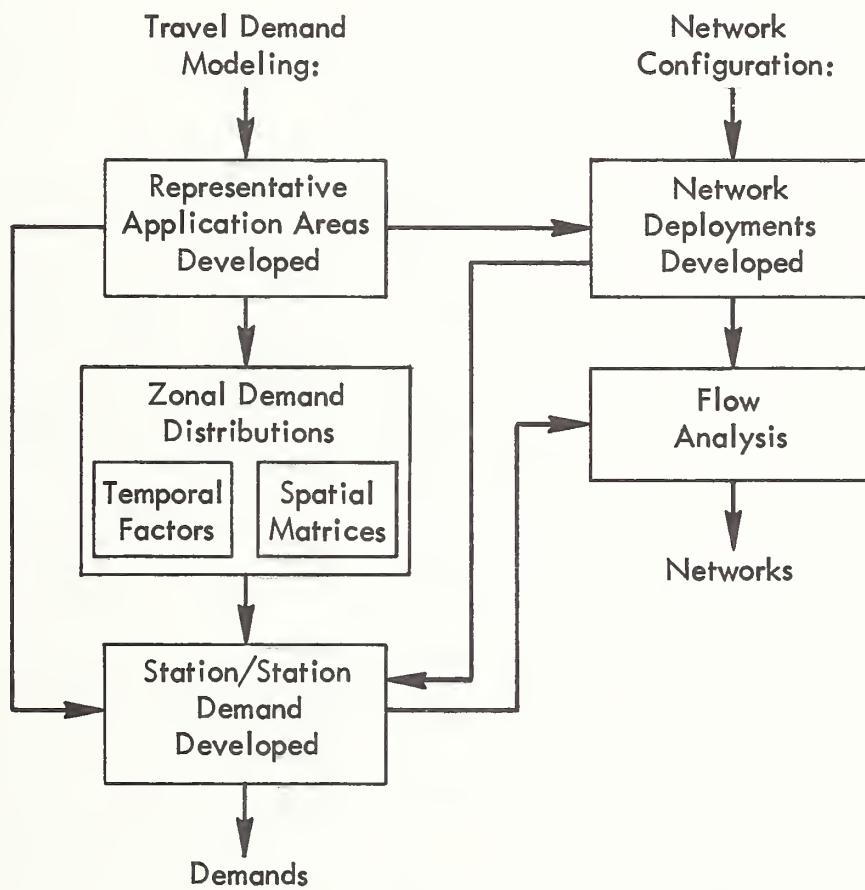 Travel Demand
Modeling:
Network
Configuration:
Representative
Application Areas
Developed
Network
Deployments
Developed
Zonal Demand
Distributions
Temporal
Factors
Spatial
Matrices
Flow
Analysis
Networks
Station/Station
Demand
Developed
Demands